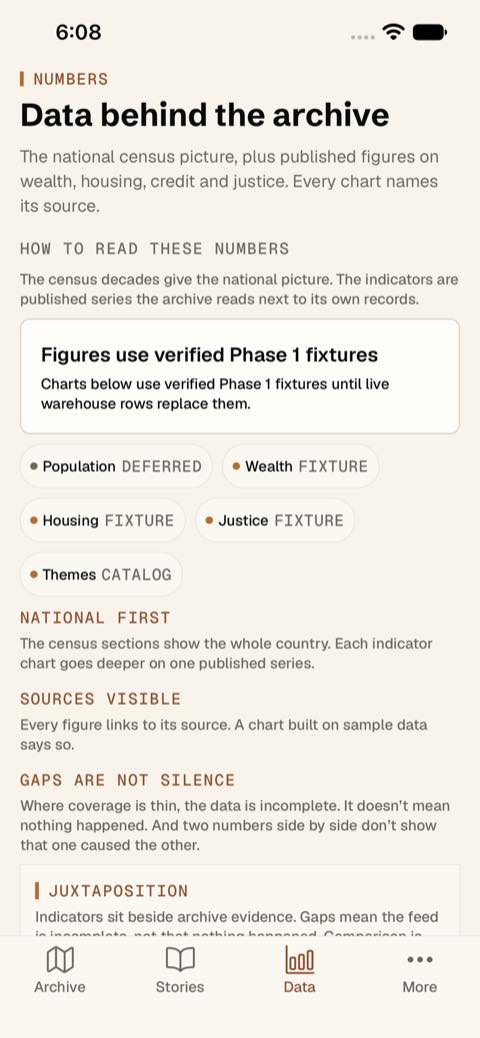 6:08
NUMBERS
Data behind the archive
The national census picture, plus published figures on
wealth, housing, credit and justice. Every chart names
its source.
HOW TO READ THESE NUMBERS
The census decades give the national picture. The indicators are
published series the archive reads next to its own records.
Figures use verified Phase 1 fixtures
Charts below use verified Phase 1 fixtures until live
warehouse rows replace them.
Population DEFERRED
Wealth FIXTURE
Housing FIXTURE
Justice FIXTURE
Themes CATALOG
NATIONAL FIRST
The census sections show the whole country. Each indicator
chart goes deeper on one published series.
SOURCES VISIBLE
Every figure links to its source. A chart built on sample data
says so.
GAPS ARE NOT SILENCE
Where coverage is thin, the data is incomplete. It doesn’t mean
nothing happened. And two numbers side by side don’t show
that one caused the other.
JUXTAPOSITION
Indicators sit beside archive evidence. Gaps mean the feed
is incomplete, not that nothing happened. Comparison is
Archive
Stories
Data
More